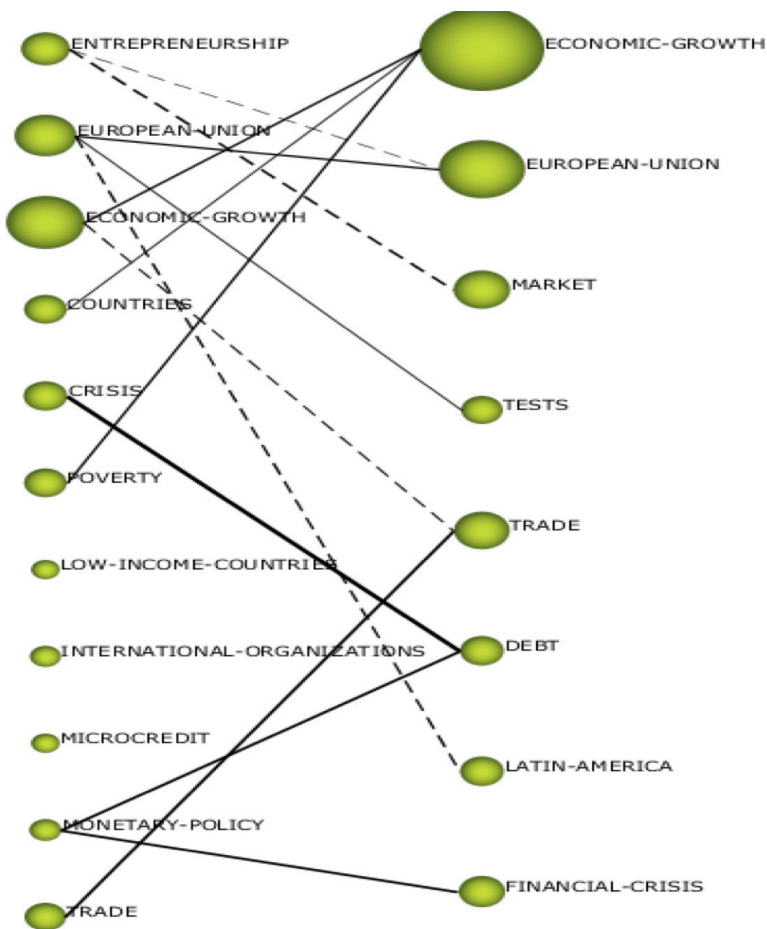 ENTREPRENEURSHIP
EUROPEAN-UNION
ECONOMIC-GROWTH
COUNTRIES
CRISIS
POVERTY
LOW-INCOME-COUNTRIES
INTERNATIONAL-ORGANIZATIONS
MICROCREDIT
MONETARY-POLICY
TRADE
ECONOMIC-GROWTH
EUROPEAN-UNION
MARKET
TESTS
TRADE
DEBT
LATIN-AMERICA
FINANCIAL-CRISIS